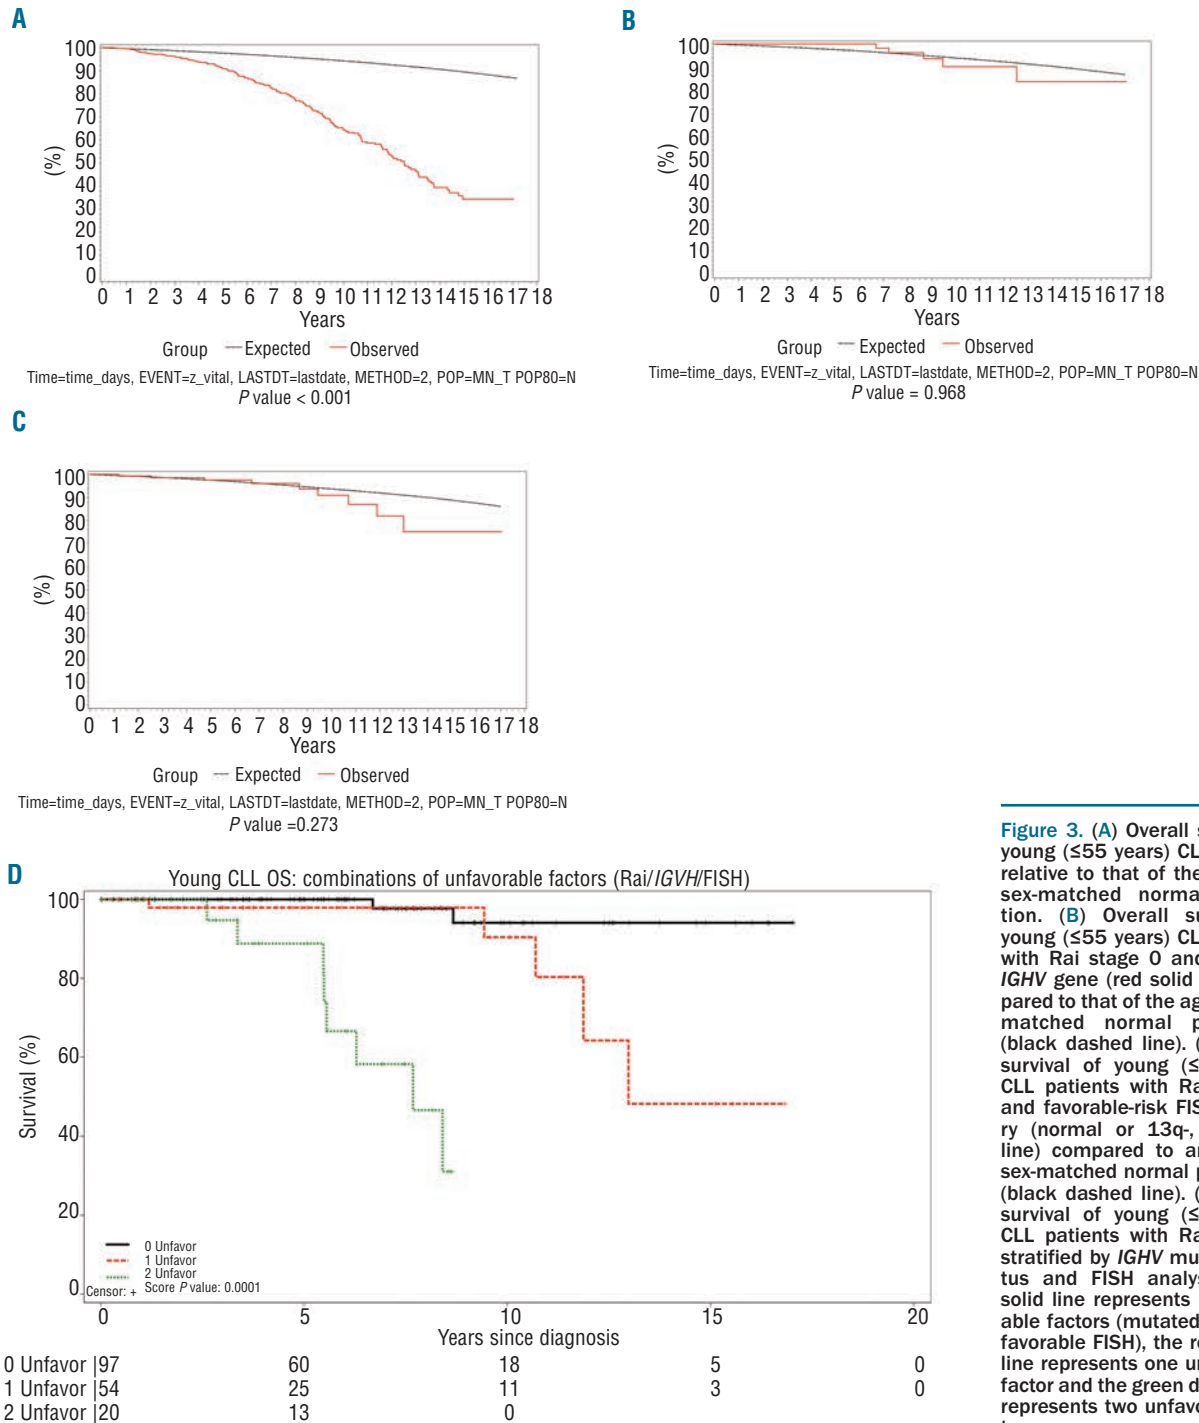 A
100
90
80
70
60
50
40
30
20
10
0
(%)
0 1 2 3 4 5 6 7 8 9 10 11 12 13 14 15 16 17 18
Years
Group Expected Observed
Time=time_days, EVENT=z_vital, LASTDT=lastdate, METHOD=2, POP=MN_T POP80=N
P value < 0.001
B
100
90
80
70
60
50
40
30
20
10
0
(%)
0 1 2 3 4 5 6 7 8 9 10 11 12 13 14 15 16 17 18
Years
Group Expected Observed
Time=time_days, EVENT=z_vital, LASTDT=lastdate, METHOD=2, POP=MN_T POP80=N
P value = 0.968
C
100
90
80
70
60
50
40
30
20
10
0
(%)
0 1 2 3 4 5 6 7 8 9 10 11 12 13 14 15 16 17 18
Years
Group Expected Observed
Time=time_days, EVENT=z_vital, LASTDT=lastdate, METHOD=2, POP=MN_T POP80=N
P value =0.273
D
Young CLL OS: combinations of unfavorable factors (Rai/IGVH/FISH)
100
80
60
40
20
0
Survival (%)
0 Unfavor
1 Unfavor
2 Unfavor
Censor: + Score P value: 0.0001
0 5 10 15 20
Years since diagnosis
0 Unfavor |97 60 18 5 0
1 Unfavor |54 25 11 3 0
2 Unfavor |20 13 0
Figure 3. (A) Overall s
young (≤55 years) CLL
relative to that of the
sex-matched norma
tion. (B) Overall su
young (≤55 years) CL
with Rai stage 0 and
IGHV gene (red solid
pared to that of the ag
matched normal p
(black dashed line). (
survival of young (≤
CLL patients with Ra
and favorable-risk FIS
ry (normal or 13q-,
line) compared to a
sex-matched normal p
(black dashed line). (
survival of young (≤
CLL patients with Ra
stratified by IGHV mu
tus and FISH analys
solid line represents
able factors (mutated
favorable FISH), the r
line represents one u
factor and the green d
represents two unfavo